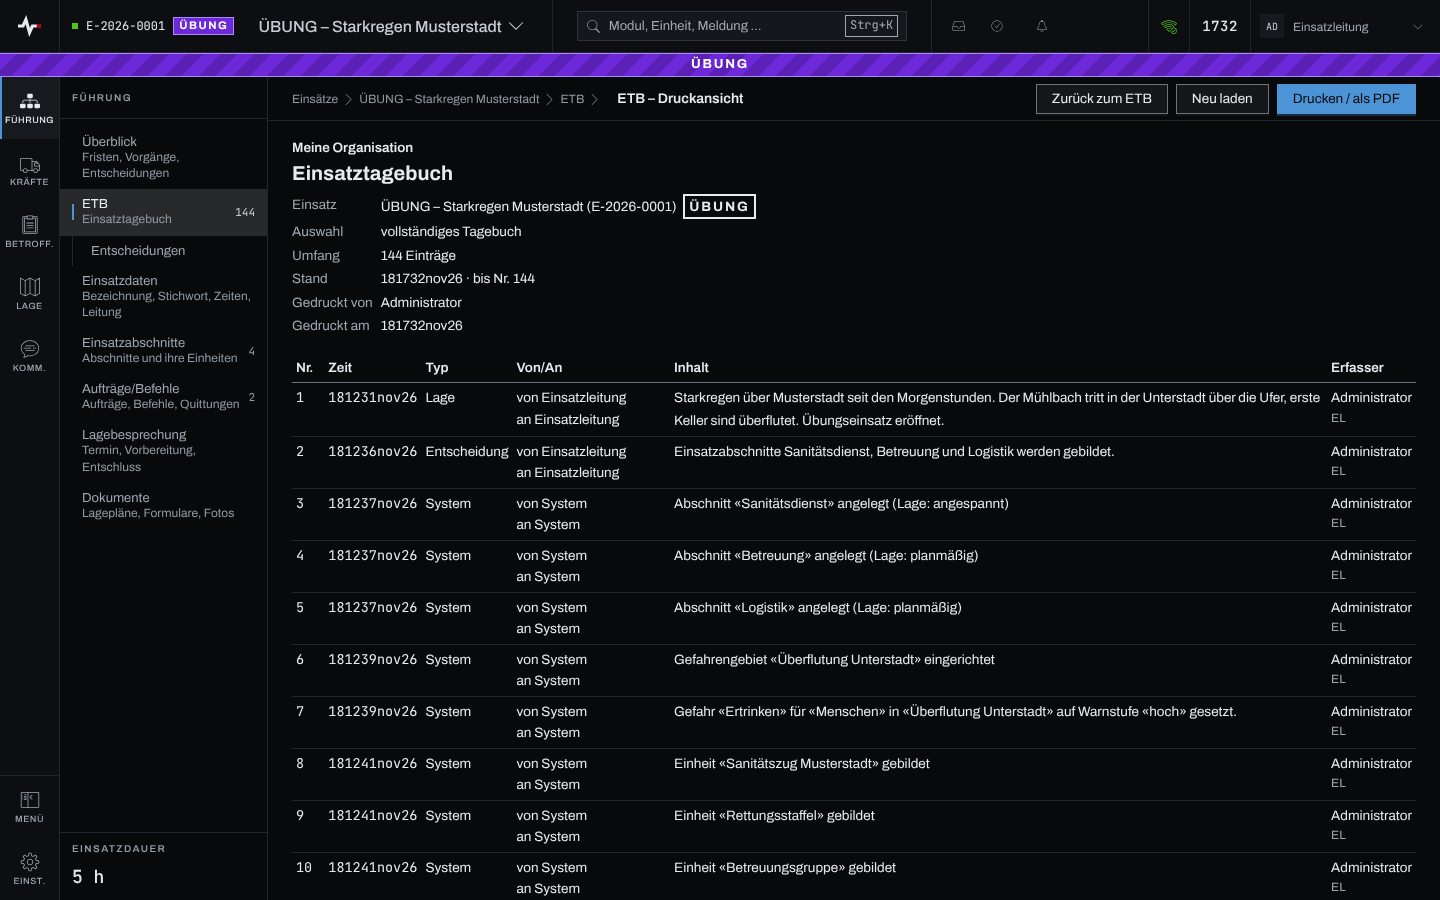 E-2026-0001 ÜBUNG ÜBUNG – Starkregen Musterstadt Modul, Einheit, Meldung ... Strg+K 1732 AD Einsatzleitung
ÜBUNG
FÜHRUNG
KRÄFTE
BETROFF.
LAGE
KOMM.
MENÜ
EINST.
FÜHRUNG
Überblick
Fristen, Vorgänge,
Entscheidungen
ETB
Einsatztagebuch 144
Entscheidungen
Einsatzdaten
Bezeichnung, Stichwort, Zeiten,
Leitung
Einsatzabschnitte
Abschnitte und ihre Einheiten 4
Aufträge/Befehle
Aufträge, Befehle, Quittungen 2
Lagebesprechung
Termin, Vorbereitung,
Entschluss
Dokumente
Lagepläne, Formulare, Fotos
EINSATZDAUER
5 h
Einsätze ÜBUNG – Starkregen Musterstadt ETB ETB – Druckansicht Zurück zum ETB Neu laden Drucken / als PDF
Meine Organisation
Einsatztagebuch
Einsatz ÜBUNG – Starkregen Musterstadt (E-2026-0001) ÜBUNG
Auswahl vollständiges Tagebuch
Umfang 144 Einträge
Stand 181732nov26 · bis Nr. 144
Gedruckt von Administrator
Gedruckt am 181732nov26
Nr. Zeit Typ Von/An Inhalt Erfasser
1 181231nov26 Lage von Einsatzleitung Starkregen über Musterstadt seit den Morgenstunden. Der Mühlbach tritt in der Unterstadt über die Ufer, erste Administrator
an Einsatzleitung Keller sind überflutet. Übungseinsatz eröffnet. EL
2 181236nov26 Entscheidung von Einsatzleitung Einsatzabschnitte Sanitätsdienst, Betreuung und Logistik werden gebildet. Administrator
an Einsatzleitung EL
3 181237nov26 System von System Abschnitt «Sanitätsdienst» angelegt (Lage: angespannt) Administrator
an System EL
4 181237nov26 System von System Abschnitt «Betreuung» angelegt (Lage: planmäßig) Administrator
an System EL
5 181237nov26 System von System Abschnitt «Logistik» angelegt (Lage: planmäßig) Administrator
an System EL
6 181239nov26 System von System Gefahrengebiet «Überflutung Unterstadt» eingerichtet Administrator
an System EL
7 181239nov26 System von System Gefahr «Ertrinken» für «Menschen» in «Überflutung Unterstadt» auf Warnstufe «hoch» gesetzt. Administrator
an System EL
8 181241nov26 System von System Einheit «Sanitätszug Musterstadt» gebildet Administrator
an System EL
9 181241nov26 System von System Einheit «Rettungsstaffel» gebildet Administrator
an System EL
10 181241nov26 System von System Einheit «Betreuungsgruppe» gebildet Administrator
an System EL